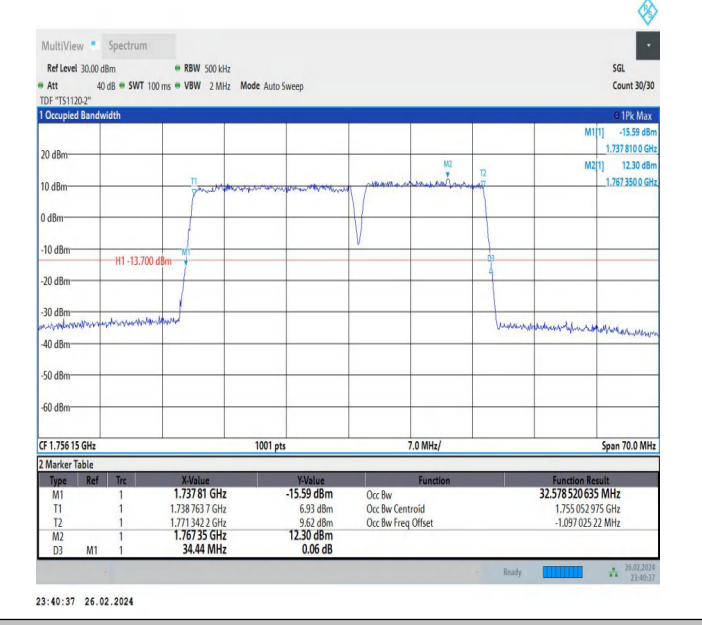 MultiView Spectrum
Ref Level 30.00 dBm RBW 500 kHz SGL
Att 40 dB SWT 100 ms VBW 2 MHz Mode Auto Sweep Count 30/30
TDF "TS1120-2"
1 Occupied Bandwidth 1Pk Max
M1[1] -15.59 dBm
1.737 810 0 GHz
M2[1] 12.30 dBm
1.767 350 0 GHz
20 dBm
M2
T2
T1
10 dBm
0 dBm
-10 dBm
M1
H1 -13.700 dBm
D3
-20 dBm
-30 dBm
-40 dBm
-50 dBm
-60 dBm
CF 1.756 15 GHz 1001 pts 7.0 MHz/ Span 70.0 MHz
2 Marker Table
Type Ref Trc X-Value Y-Value Function Function Result
M1 1 1.737 81 GHz -15.59 dBm Occ Bw 32.578 520 635 MHz
T1 1 1.738 763 7 GHz 6.93 dBm Occ Bw Centroid 1.755 052 975 GHz
T2 1 1.771 342 2 GHz 9.62 dBm Occ Bw Freq Offset -1.097 025 22 MHz
M2 1 1.767 35 GHz 12.30 dBm
D3 M1 1 34.44 MHz 0.06 dB
Ready 26.02.2024
23:40:37
23:40:37 26.02.2024